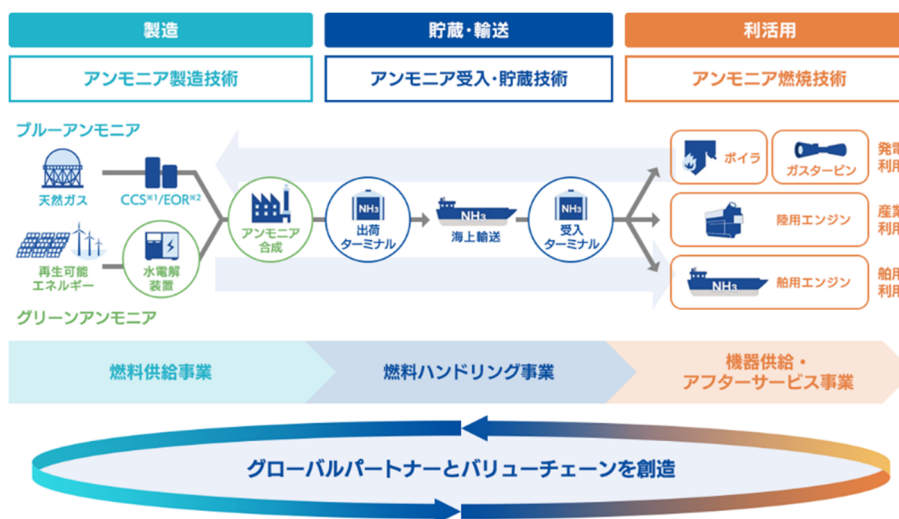 製造
貯蔵・輸送
利活用
アンモニア製造技術
アンモニア受入・貯蔵技術
アンモニア燃焼技術
ブルーアンモニア
天然ガス
CCS※1/EOR※2
再生可能
エネルギー
水電解
装置
グリーンアンモニア
アンモニア
合成
NH3
出荷
ターミナル
NH3
海上輸送
NH3
受入
ターミナル
ボイラ
ガスタービン
発電
利用
陸用エンジン
産業
利用
NH3
舶用エンジン
舶用
利用
燃料供給事業
燃料ハンドリング事業
機器供給・
アフターサービス事業
グローバルパートナーとバリューチェーンを創造